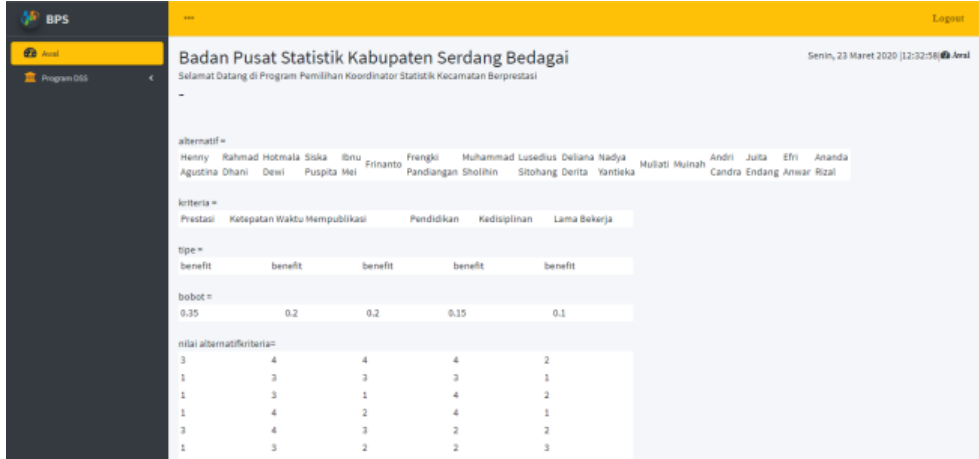 BPS
Logout
Awal
Program DSS
Badan Pusat Statistik Kabupaten Serdang Bedagai
Senin, 23 Maret 2020 |12:32:58| Awal
Selamat Datang di Program Pemilihan Koordinator Statistik Kecamatan Berprestasi
alternatif =
Henny Rahmad Hotmala Siska Ibnu Frinanto Frengki Muhammad Lusedius Deliana Nadya Muliati Muinah Andri Juita Efri Ananda
Agustina Dhani Dewi Puspita Mei Pandiangan Sholihin Sitohang Derita Yantieka Candra Endang Anwar Rizal
kriteria =
Prestasi Ketepatan Waktu Mempublikasi Pendidikan Kedisiplinan Lama Bekerja
tipe =
benefit benefit benefit benefit benefit
bobot =
0.35 0.2 0.2 0.15 0.1
nilai alternatifkriteria=
3 4 4 4 2
1 3 3 3 1
1 3 1 4 2
1 4 2 4 1
3 4 3 2 2
1 3 2 2 3